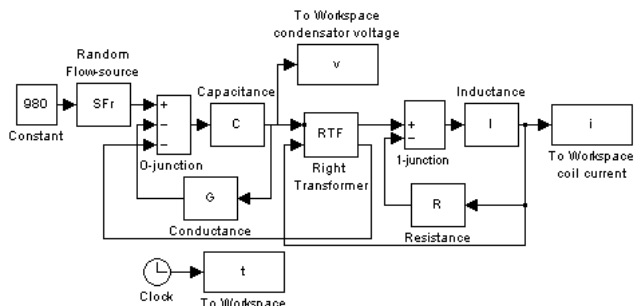 To Workspace
condensator voltage
v
Random
Flow-source
980
Constant
SFr
+
−
−
0-junction
Capacitance
C
RTF
Right
Transformer
+
−
1-junction
Inductance
I
i
To Workspace
coil current
G
Conductance
R
Resistance
Clock
t
To Workspace